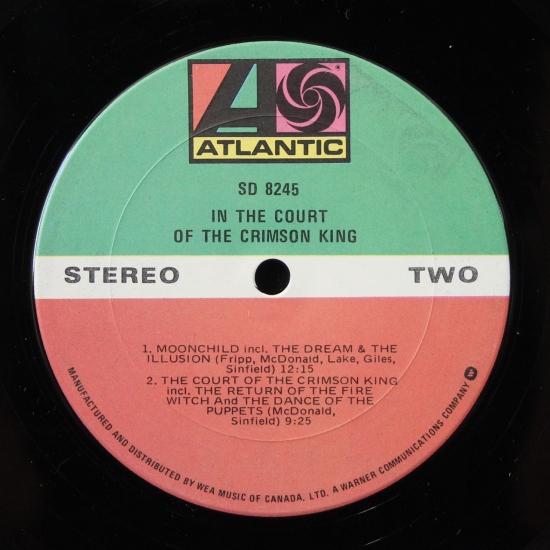 ATLANTIC
SD 8245
IN THE COURT
OF THE CRIMSON KING
STEREO
TWO
1. MOONCHILD incl. THE DREAM & THE
ILLUSION (Fripp, McDonald, Lake, Giles,
Sinfield) 12:15
2. THE COURT OF THE CRIMSON KING
incl. THE RETURN OF THE FIRE
WITCH And THE DANCE OF THE
PUPPETS (McDonald,
Sinfield) 9:25
MANUFACTURED AND DISTRIBUTED BY WEA MUSIC OF CANADA, LTD. A WARNER COMMUNICATIONS COMPANY